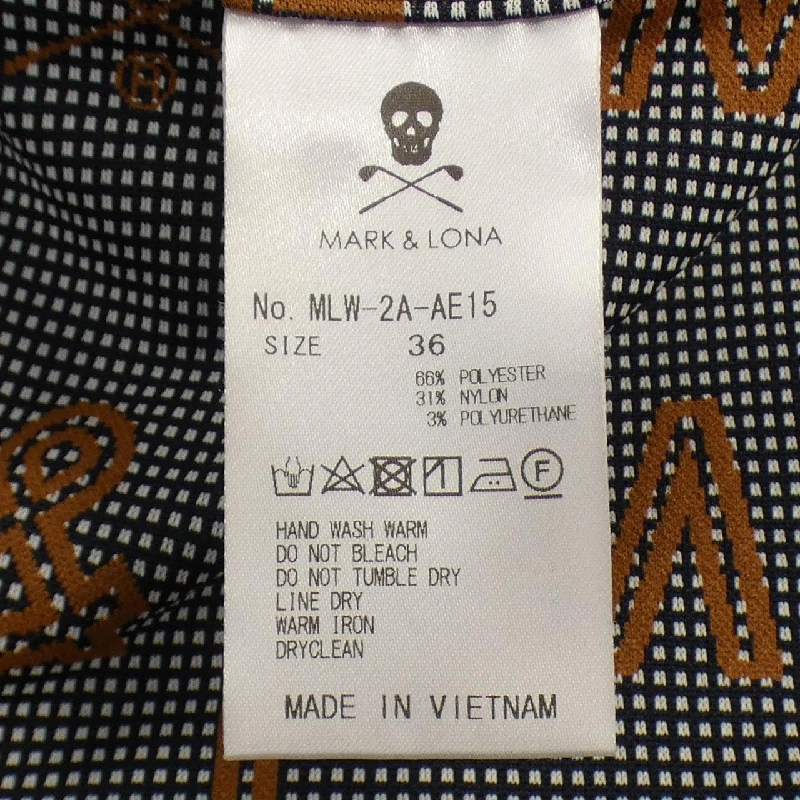 MARK & LONA
No. MLW-2A-AE15
SIZE 36
66% POLYESTER
31% NYLON
3% POLYURETHANE
F
HAND WASH WARM
DO NOT BLEACH
DO NOT TUMBLE DRY
LINE DRY
WARM IRON
DRYCLEAN
MADE IN VIETNAM
®